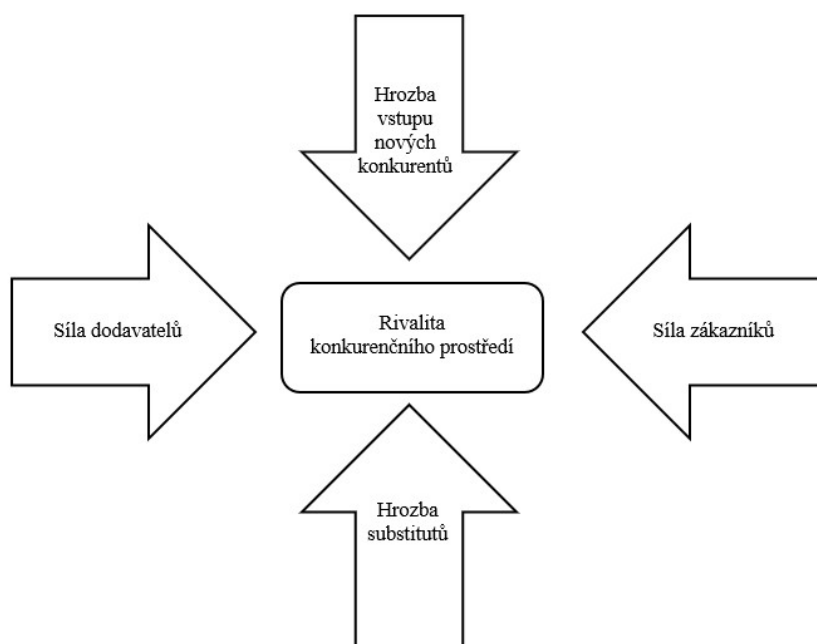 Hrozba
vstupu
nových
konkurentů
Síla dodavatelů
Rivalita
konkurenčního prostředí
Síla zákazníků
Hrozba
substitutů